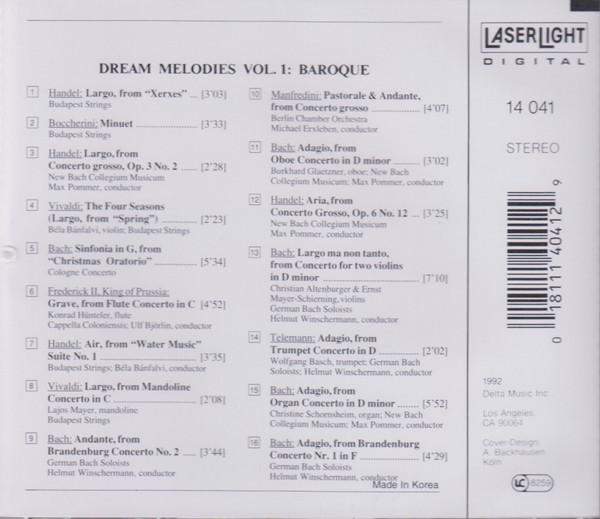 DREAM MELODIES VOL. 1: BAROQUE
1 Handel: Largo, from “Xerxes” ... [3’03]
Budapest Strings
2 Boccherini: Minuet .................. [3’33]
Budapest Strings
3 Handel: Largo, from
Concerto grosso, Op. 3 No. 2 ....... [2’28]
New Bach Collegium Musicum
Max Pommer, conductor
4 Vivaldi: The Four Seasons
(Largo, from “Spring”) .......... [2’23]
Béla Bánfalvi, violin; Budapest Strings
5 Bach: Sinfonia in G, from
“Christmas Oratorio” ............ [5’34]
Cologne Concerto
6 Frederick II. King of Prussia:
Grave, from Flute Concerto in C [4’52]
Konrad Hünteler, flute
Cappella Coloniensis; Ulf Björlin, conductor
7 Handel: Air, from “Water Music”
Suite No. 1 ........................... [3’35]
Budapest Strings; Béla Bánfalvi, conductor
8 Vivaldi: Largo, from Mandoline
Concerto in C ....................... [2’08]
Lajos Mayer, mandoline
Budapest Strings
9 Bach: Andante, from
Brandenburg Concerto No. 2 ..... [3’44]
German Bach Soloists
Helmut Winschermann, conductor
10 Manfredini: Pastorale & Andante,
from Concerto grosso ............. [4’07]
Berlin Chamber Orchestra
Michael Erxleben, conductor
11 Bach: Adagio, from
Oboe Concerto in D minor ....... [3’02]
Burkhard Glaetzner, oboe; New Bach
Collegium Musicum; Max Pommer, conductor
12 Handel: Aria, from
Concerto Grosso, Op. 6 No. 12 ... [3’25]
New Bach Collegium Musicum
Max Pommer, conductor
13 Bach: Largo ma non tanto,
from Concerto for two violins
in D minor ........................... [7’10]
Christian Altenburger & Ernst
Mayer-Schierning, violins
German Bach Soloists
Helmut Winschermann, conductor
14 Telemann: Adagio, from
Trumpet Concerto in D .......... [2’02]
Wolfgang Basch, trumpet; German Bach
Soloists; Helmut Winschermann, conductor
15 Bach: Adagio, from
Organ Concerto in D minor ...... [5’52]
Christine Schornsheim, organ; New Bach
Collegium Musicum; Max Pommer, conductor
16 Bach: Adagio, from Brandenburg
Concerto Nr. 1 in F ............... [4’29]
German Bach Soloists
Helmut Winschermann, conductor
Made In Korea
LASERLIGHT
DIGITAL
14 041
STEREO
0 18111 40412 9
1992
Delta Music Inc.
Los Angeles,
CA 90064
Cover-Design:
A. Backhausen
Köln
LC 8259